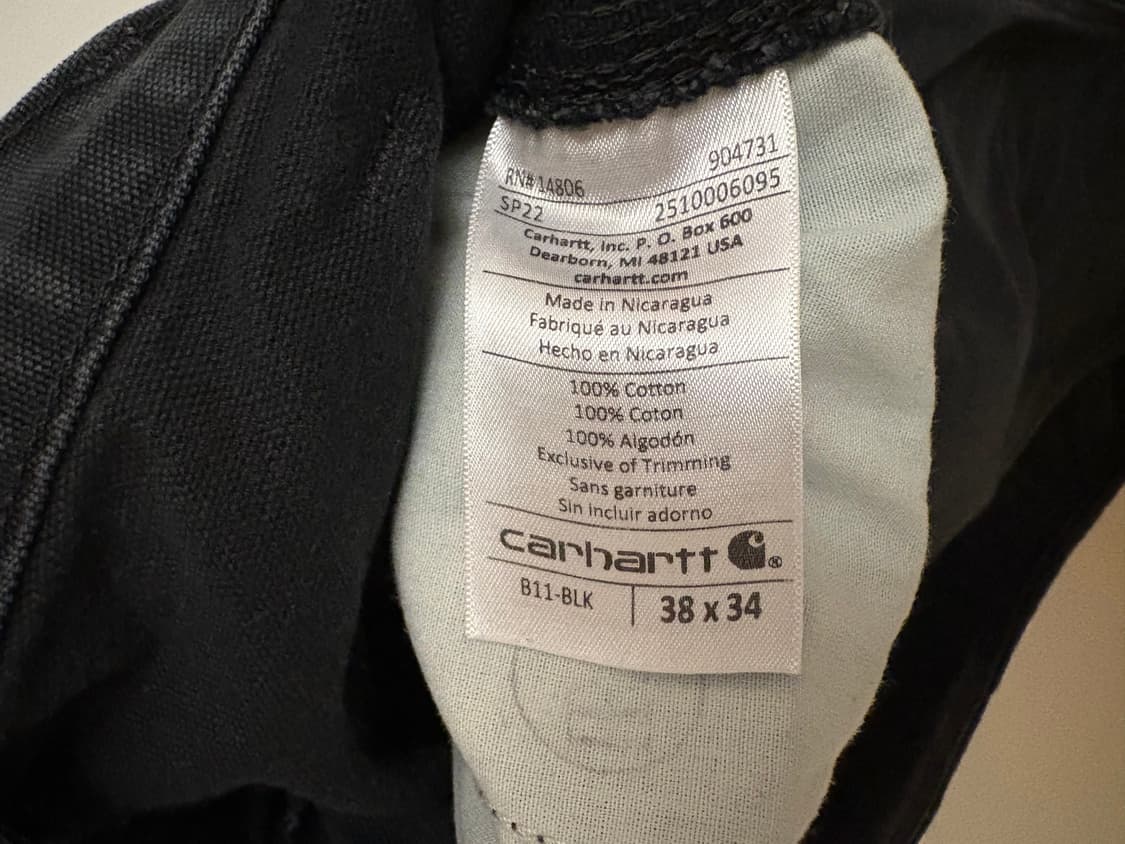 904731
RN# 14806
2510006095
SP22
Carhartt, Inc. P. O. Box 600
Dearborn, MI 48121 USA
carhartt.com
Made in Nicaragua
Fabriqué au Nicaragua
Hecho en Nicaragua
100% Cotton
100% Coton
100% Algodón
Exclusive of Trimming
Sans garniture
Sin incluir adorno
carhartt ®
B11-BLK 38 x 34